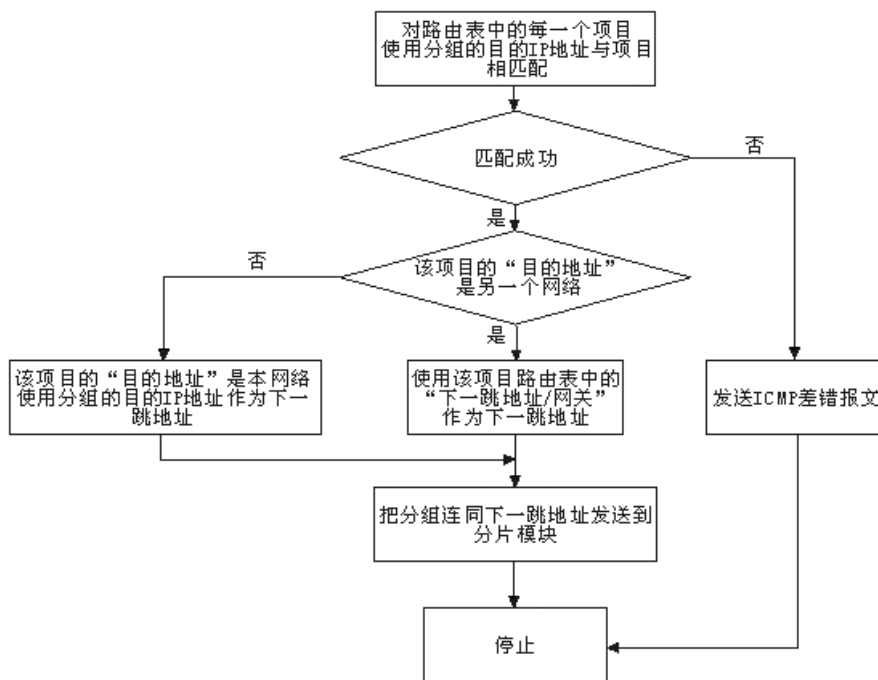 对路由表中的每一个项目
使用分组的目的IP地址与项目
相匹配
匹配成功
否
是
该项目的“目的地址”
是另一个网络
否
是
该项目的“目的地址”是本网络
使用分组的目的IP地址作为下一
跳地址
使用该项目路由表中的
“下一跳地址/网关”
作为下一跳地址
发送ICMP差错报文
把分组连同下一跳地址发送到
分片模块
停止